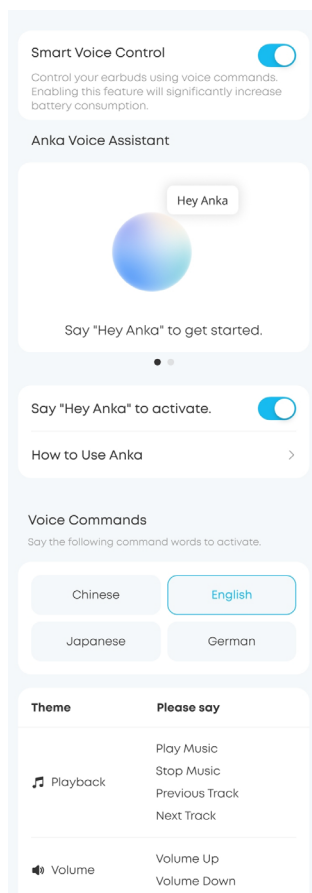 Smart Voice Control
Control your earbuds using voice commands.
Enabling this feature will significantly increase
battery consumption.
Anka Voice Assistant
Hey Anka
Say "Hey Anka" to get started.
Say "Hey Anka" to activate.
How to Use Anka
Voice Commands
Say the following command words to activate.
Chinese
English
Japanese
German
Theme
Please say
Playback
Play Music
Stop Music
Previous Track
Next Track
Volume
Volume Up
Volume Down